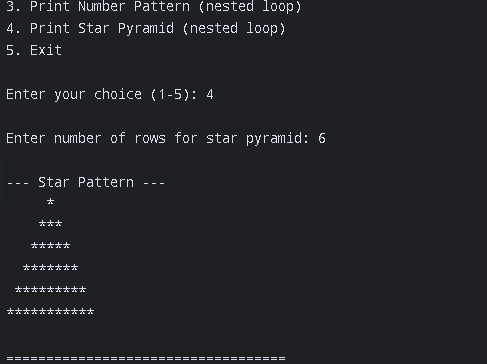 3. Print Number Pattern (nested loop)
4. Print Star Pyramid (nested loop)
5. Exit

Enter your choice (1-5): 4

Enter number of rows for star pyramid: 6

--- Star Pattern ---
     *
    ***
   *****
  *******
 *********
***********

===================================